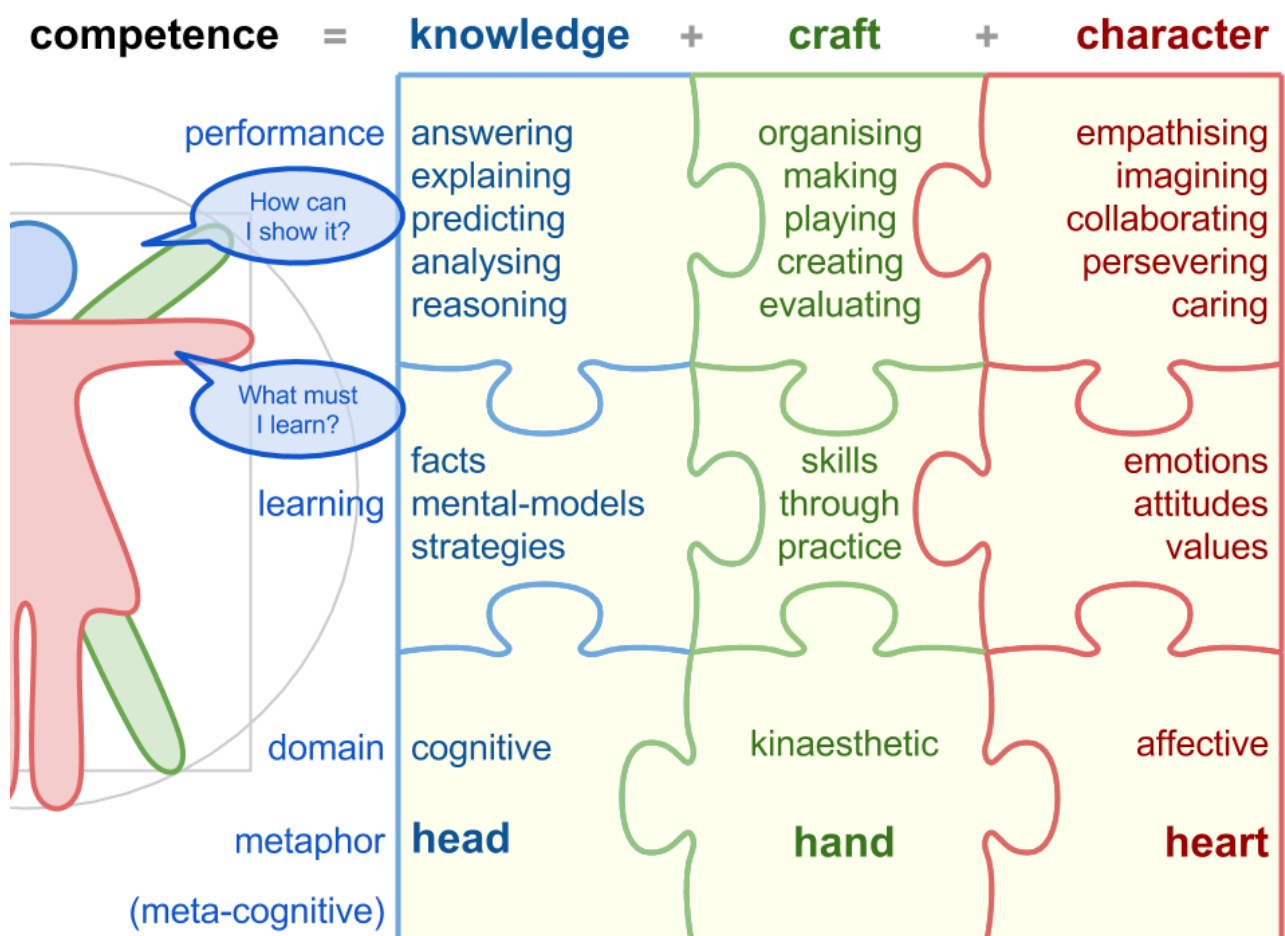 competence = knowledge + craft + character
performance
How can
I show it?
answering
explaining
predicting
analysing
reasoning
organising
making
playing
creating
evaluating
empathising
imagining
collaborating
persevering
caring
What must
I learn?
learning
facts
mental-models
strategies
skills
through
practice
emotions
attitudes
values
domain
cognitive
kinaesthetic
affective
metaphor
head
hand
heart
(meta-cognitive)